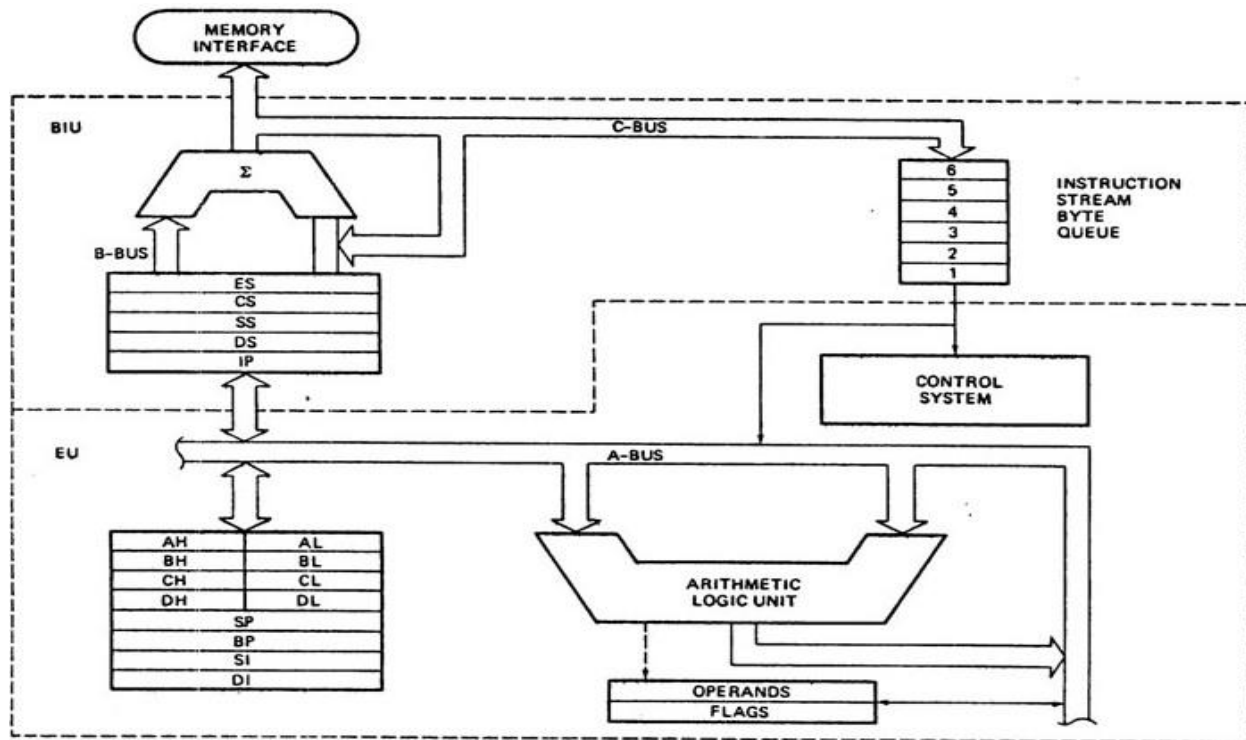 MEMORY
INTERFACE
BIU
C-BUS
Σ
B-BUS
6
5
4
3
2
1
INSTRUCTION
STREAM
BYTE
QUEUE
ES
CS
SS
DS
IP
CONTROL
SYSTEM
EU
A-BUS
AH AL
BH BL
CH CL
DH DL
SP
BP
SI
DI
ARITHMETIC
LOGIC UNIT
OPERANDS
FLAGS